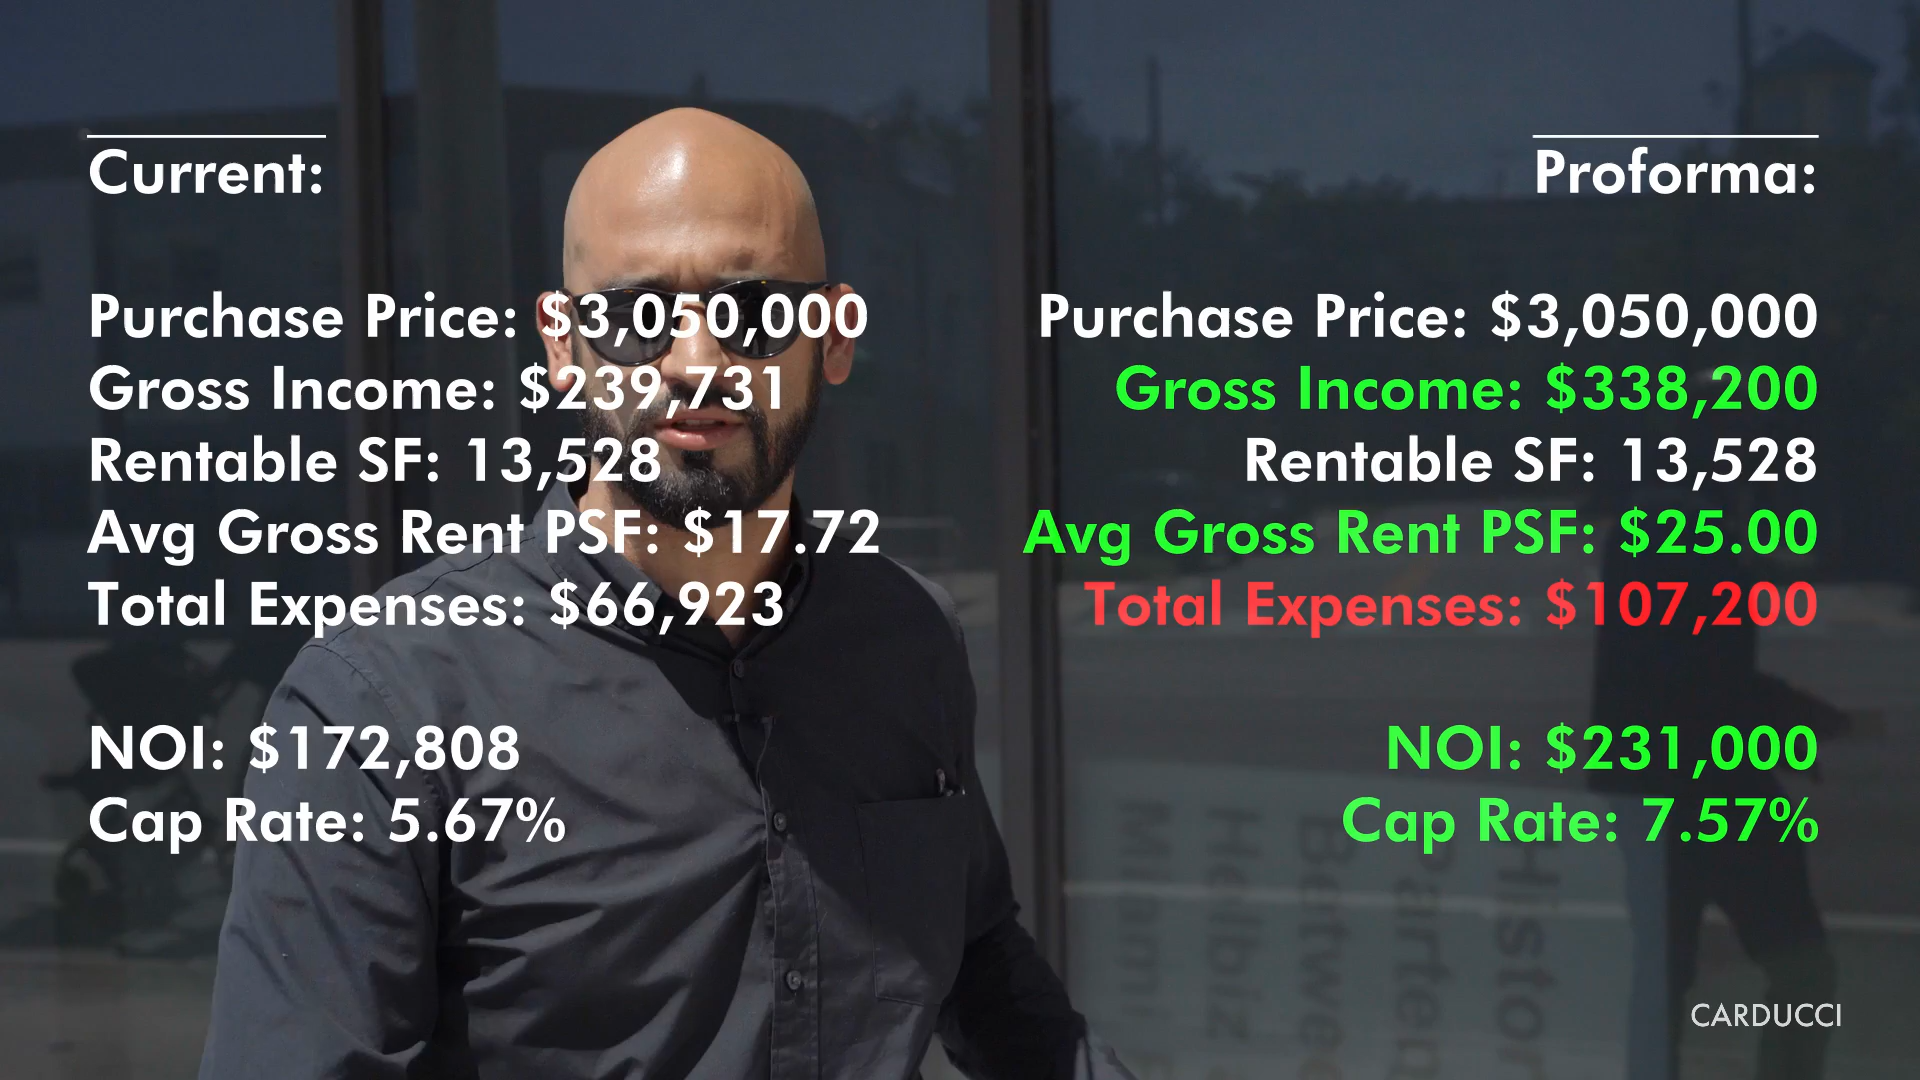 Current:
Purchase Price: $3,050,000
Gross Income: $239,731
Rentable SF: 13,528
Avg Gross Rent PSF: $17.72
Total Expenses: $66,923
NOI: $172,808
Cap Rate: 5.67%
Proforma:
Purchase Price: $3,050,000
Gross Income: $338,200
Rentable SF: 13,528
Avg Gross Rent PSF: $25.00
Total Expenses: $107,200
NOI: $231,000
Cap Rate: 7.57%
CARDUCCI